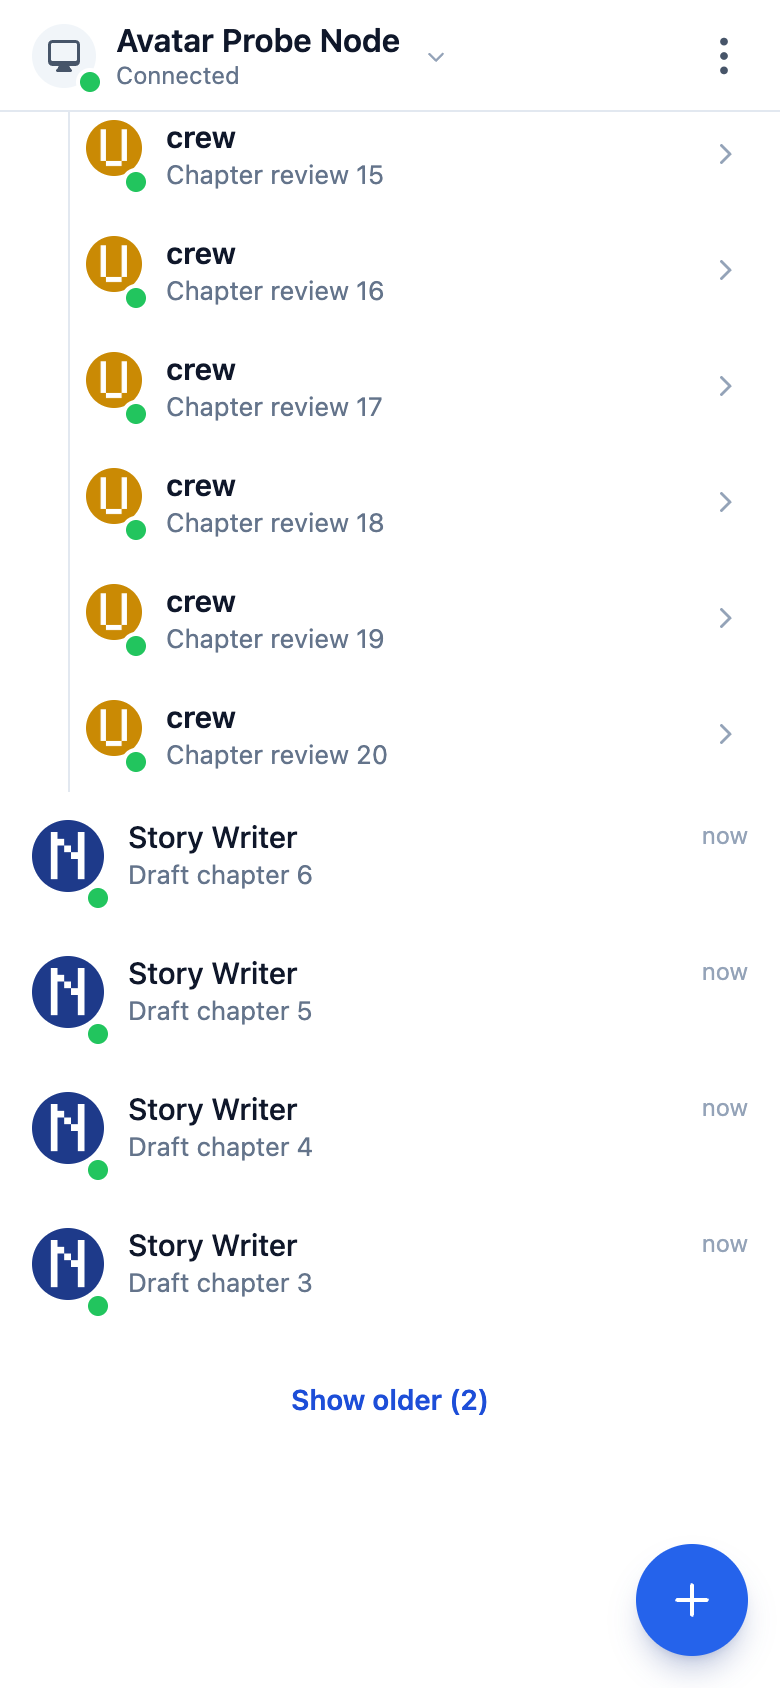 Avatar Probe Node
Connected
crew
Chapter review 15
crew
Chapter review 16
crew
Chapter review 17
crew
Chapter review 18
crew
Chapter review 19
crew
Chapter review 20
Story Writer now
Draft chapter 6
Story Writer now
Draft chapter 5
Story Writer now
Draft chapter 4
Story Writer now
Draft chapter 3
Show older (2)